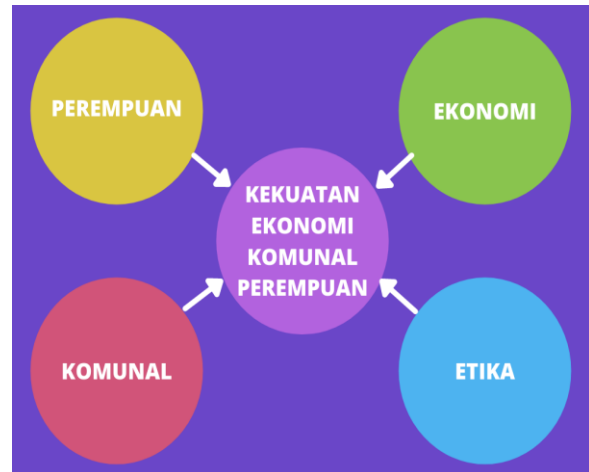 PEREMPUAN
EKONOMI
KEKUATAN
EKONOMI
KOMUNAL
PEREMPUAN
KOMUNAL
ETIKA